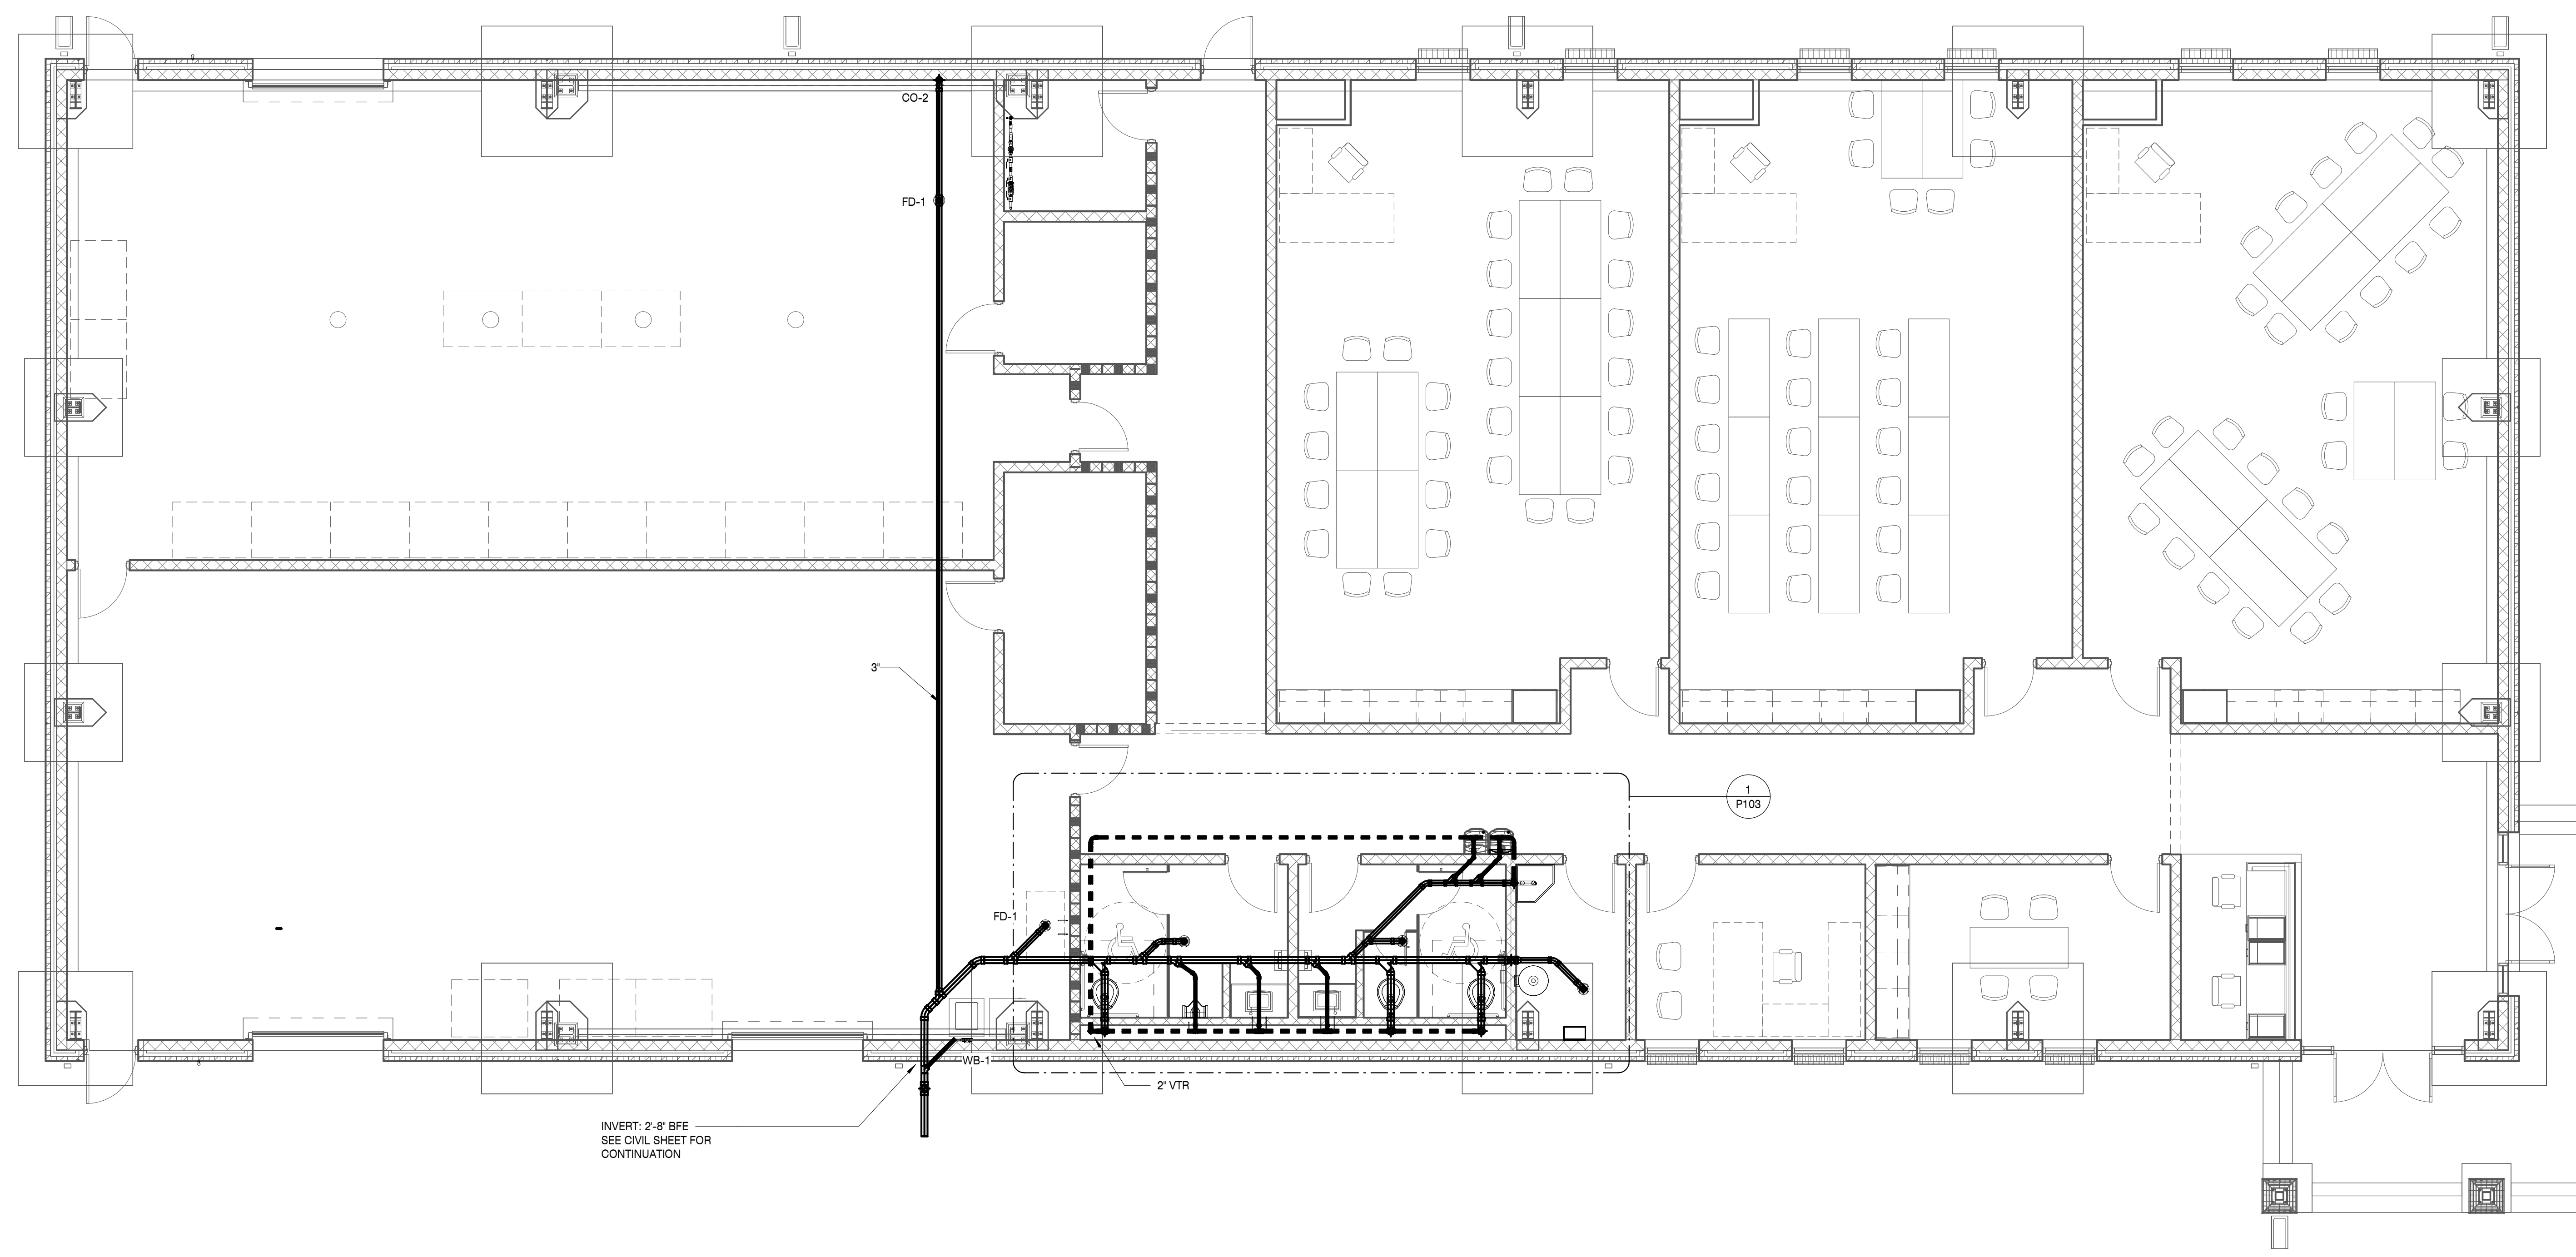 CO-2
FD-1
3"
1
P103
FD-1
WB-1
2" VTR
INVERT: 2'-8" BFE
SEE CIVIL SHEET FOR
CONTINUATION